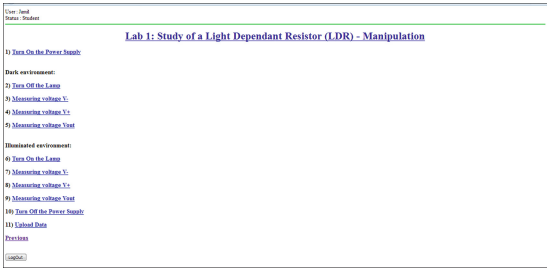 User : Jamil
Status : Student
Lab 1: Study of a Light Dependant Resistor (LDR) - Manipulation
1) Turn On the Power Supply
Dark environment:
2) Turn Off the Lamp
3) Measuring voltage V-
4) Measuring voltage V+
5) Measuring voltage Vout
Illuminated environment:
6) Turn On the Lamp
7) Measuring voltage V-
8) Measuring voltage V+
9) Measuring voltage Vout
10) Turn Off the Power Supply
11) Upload Data
Previous
LogOut